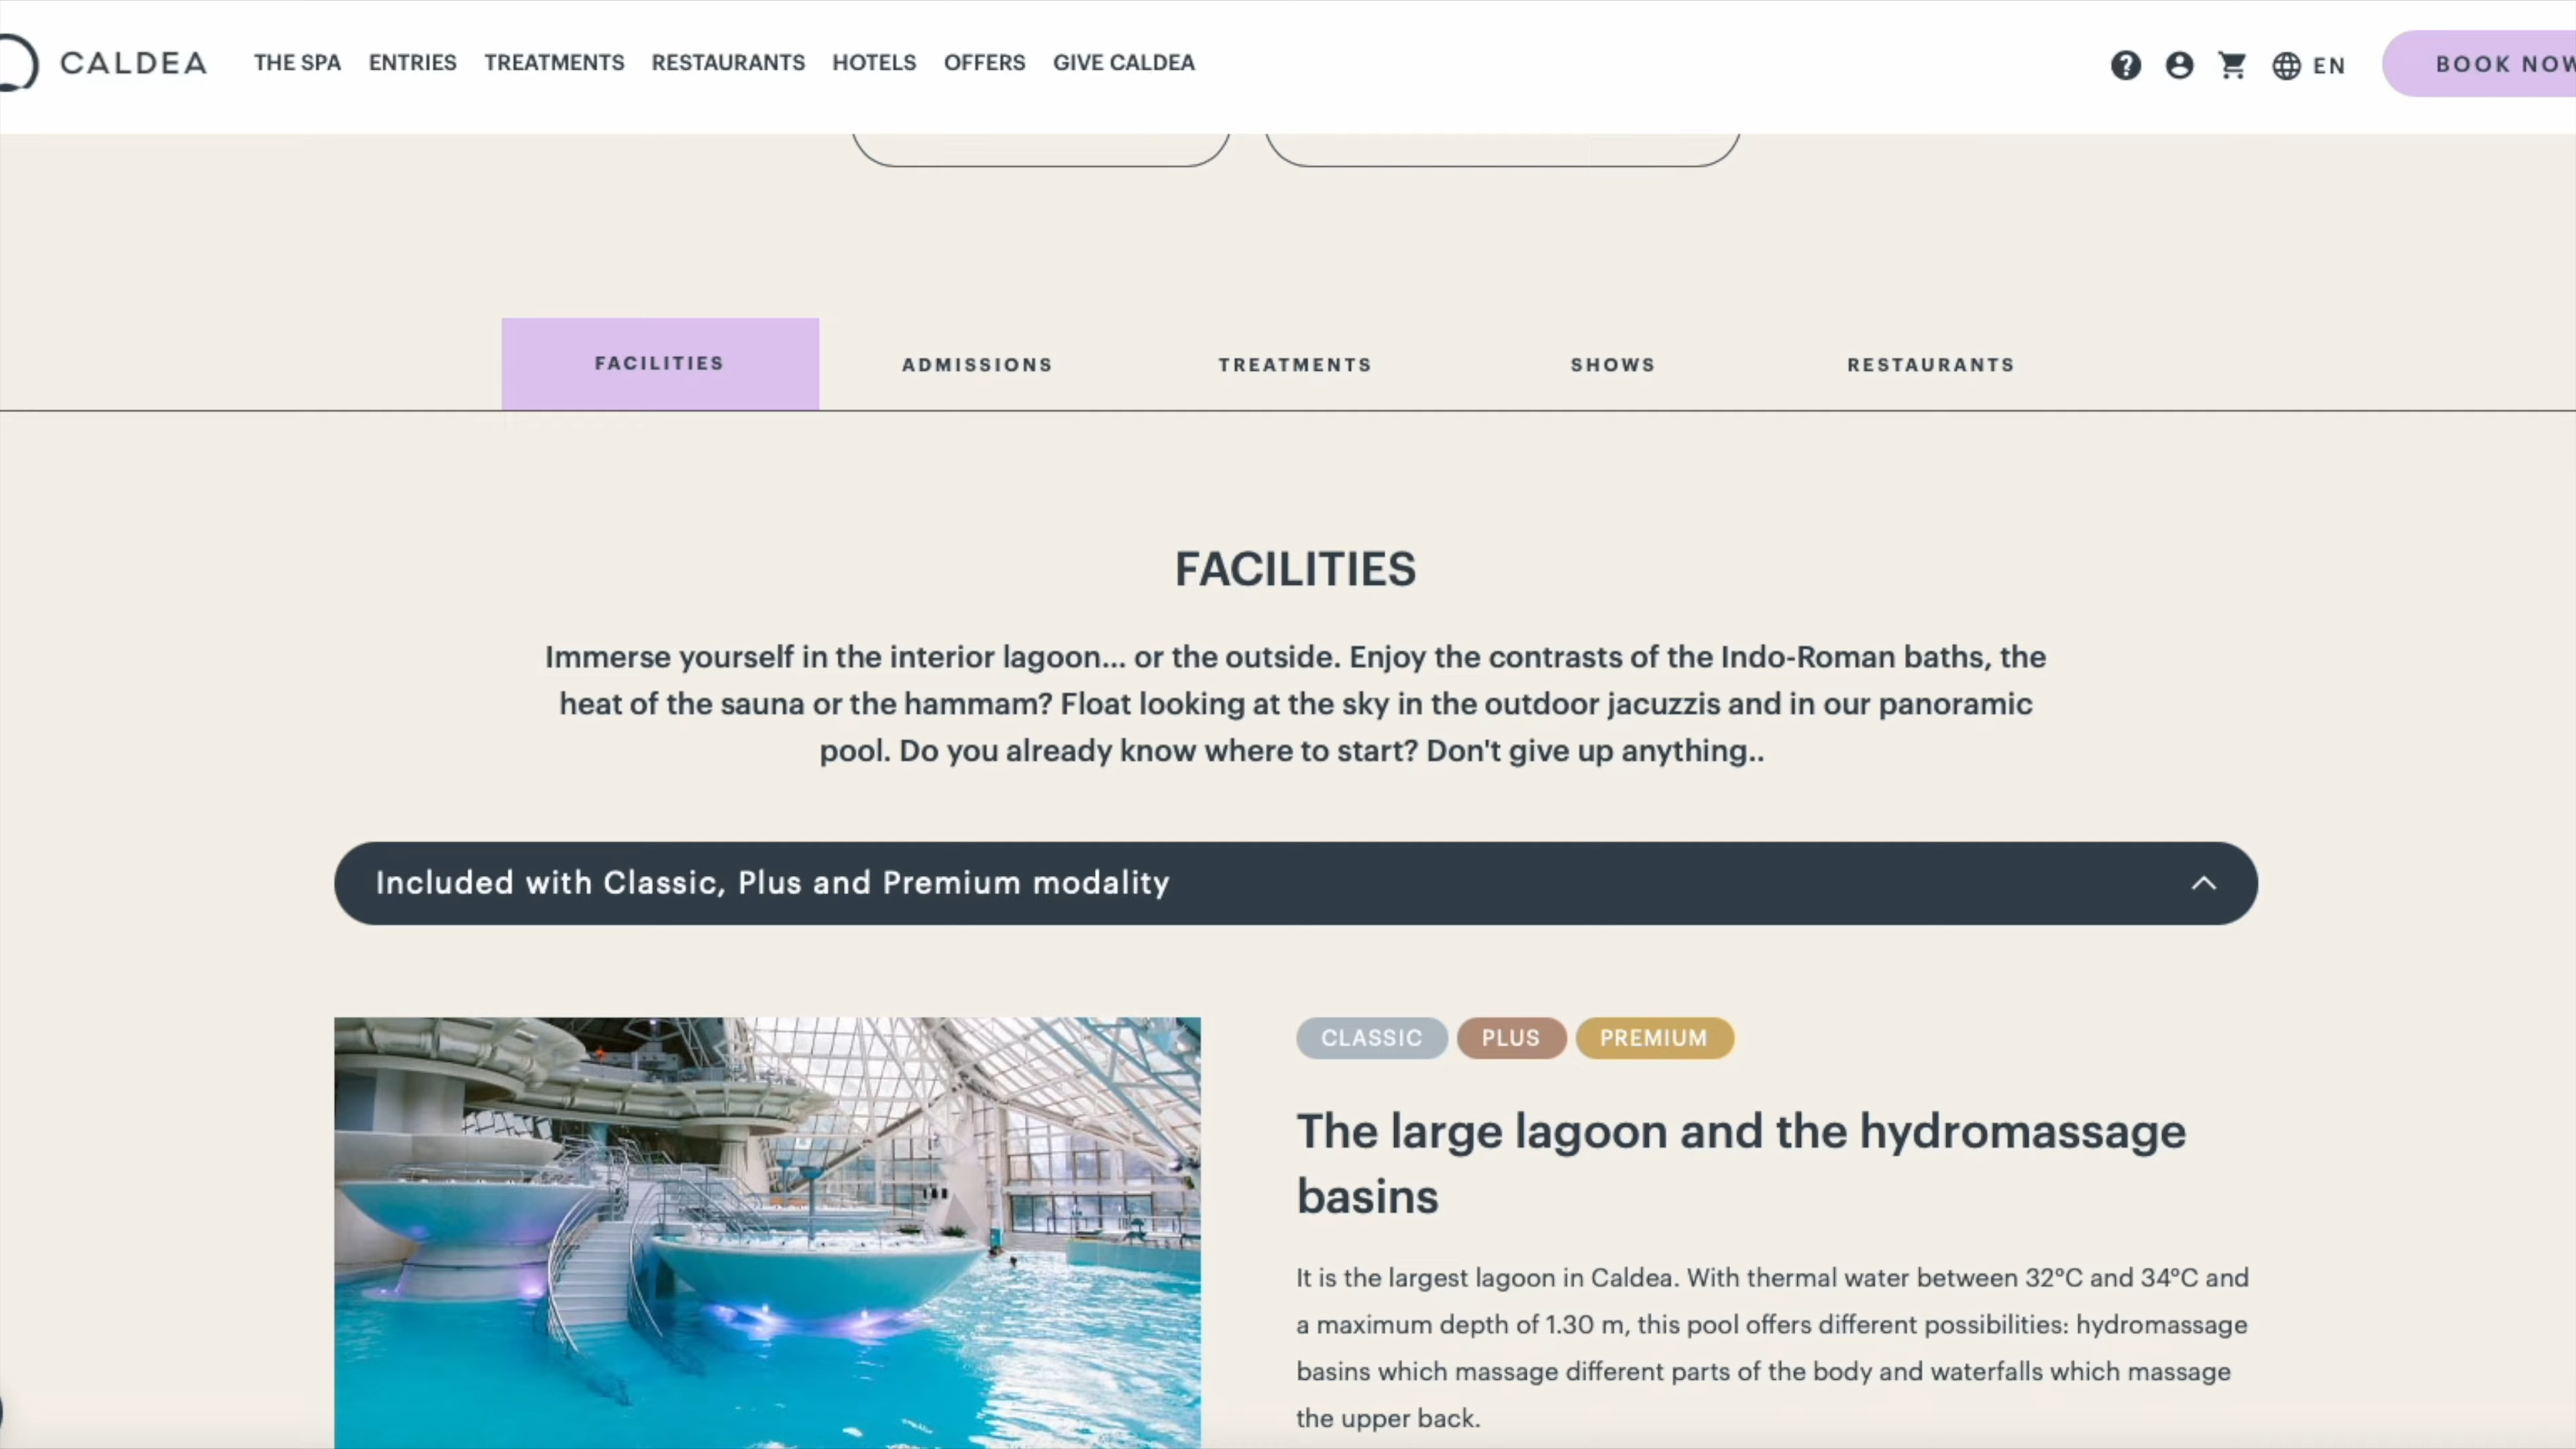 CALDEA
THE SPA ENTRIES TREATMENTS RESTAURANTS HOTELS OFFERS GIVE CALDEA
EN
BOOK NOW
FACILITIES ADMISSIONS TREATMENTS SHOWS RESTAURANTS
FACILITIES
Immerse yourself in the interior lagoon... or the outside. Enjoy the contrasts of the Indo-Roman baths, the
heat of the sauna or the hammam? Float looking at the sky in the outdoor jacuzzis and in our panoramic
pool. Do you already know where to start? Don't give up anything..
Included with Classic, Plus and Premium modality
CLASSIC PLUS PREMIUM
The large lagoon and the hydromassage
basins
It is the largest lagoon in Caldea. With thermal water between 32°C and 34°C and
a maximum depth of 1.30 m, this pool offers different possibilities: hydromassage
basins which massage different parts of the body and waterfalls which massage
the upper back.